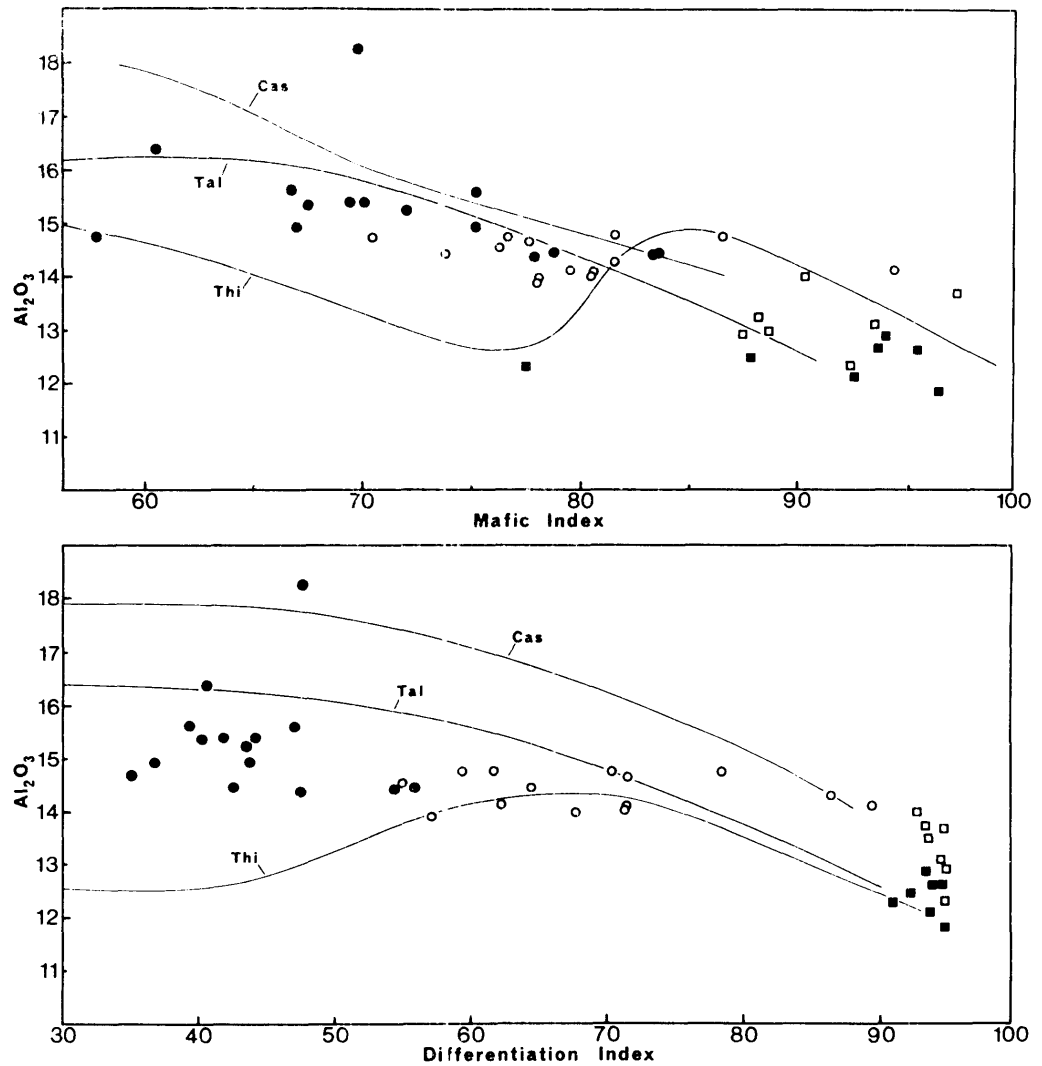 18
17
16
15
14
13
12
11
Al₂O₃
Cas
Tal
Thi
60 70 80 90 100
Mafic Index
18
17
16
15
14
13
12
11
Al₂O₃
Cas
Tal
Thi
30 40 50 60 70 80 90 100
Differentiation Index